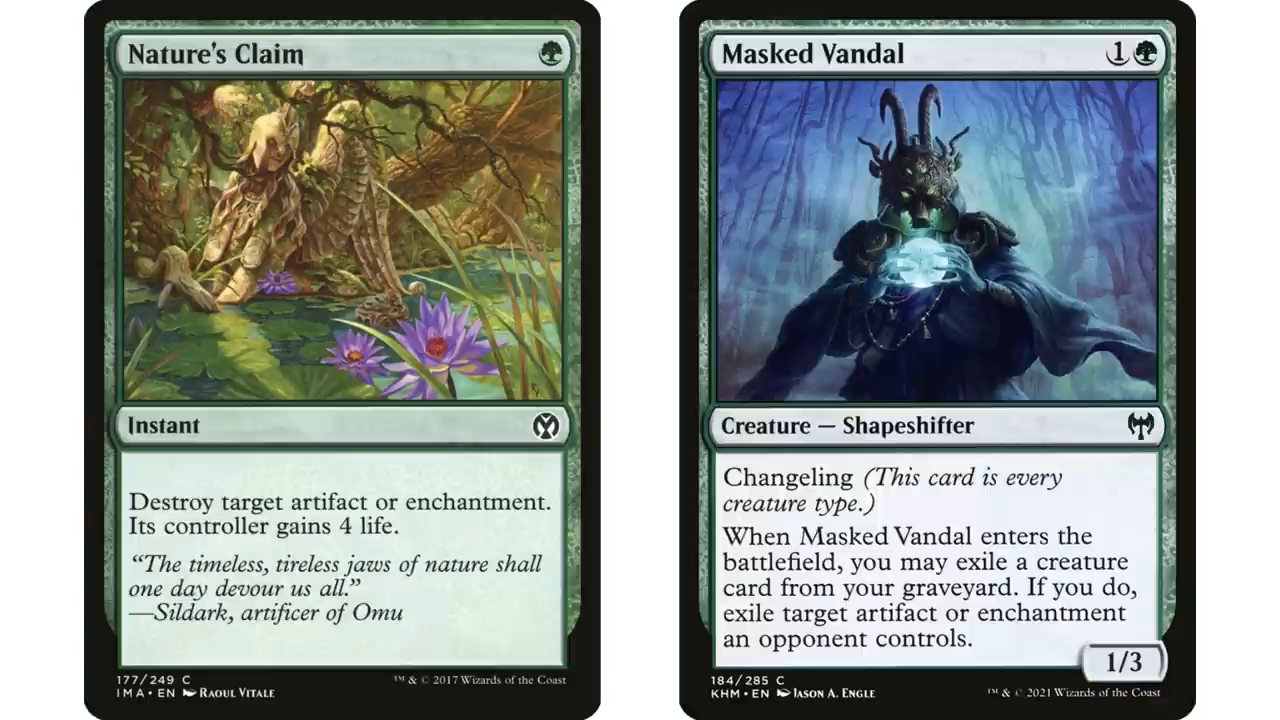 Nature's Claim
Instant
Destroy target artifact or enchantment.
Its controller gains 4 life.
“The timeless, tireless jaws of nature shall
one day devour us all.”
—Sildark, artificer of Omu
177/249 C
IMA • EN Raoul Vitale
™ & © 2017 Wizards of the Coast
Masked Vandal
1
Creature — Shapeshifter
Changeling (This card is every
creature type.)
When Masked Vandal enters the
battlefield, you may exile a creature
card from your graveyard. If you do,
exile target artifact or enchantment
an opponent controls.
1/3
184/285 C
KHM • EN Jason A. Engle
™ & © 2021 Wizards of the Coast